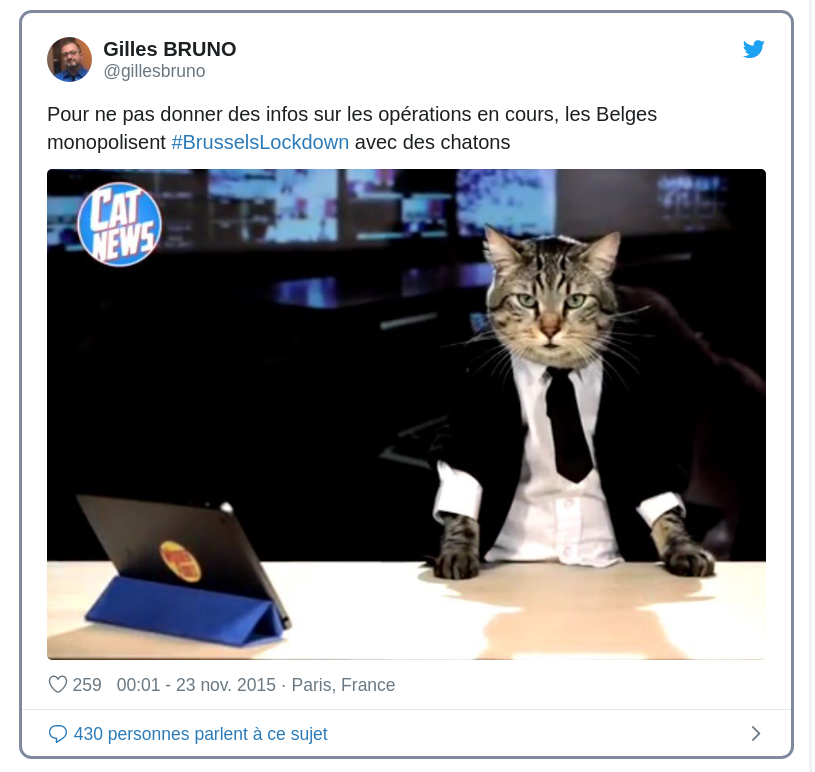 Gilles BRUNO
@gillesbruno
Pour ne pas donner des infos sur les opérations en cours, les Belges
monopolisent #BrusselsLockdown avec des chatons
CAT
NEWS
259 00:01 - 23 nov. 2015 · Paris, France
430 personnes parlent à ce sujet